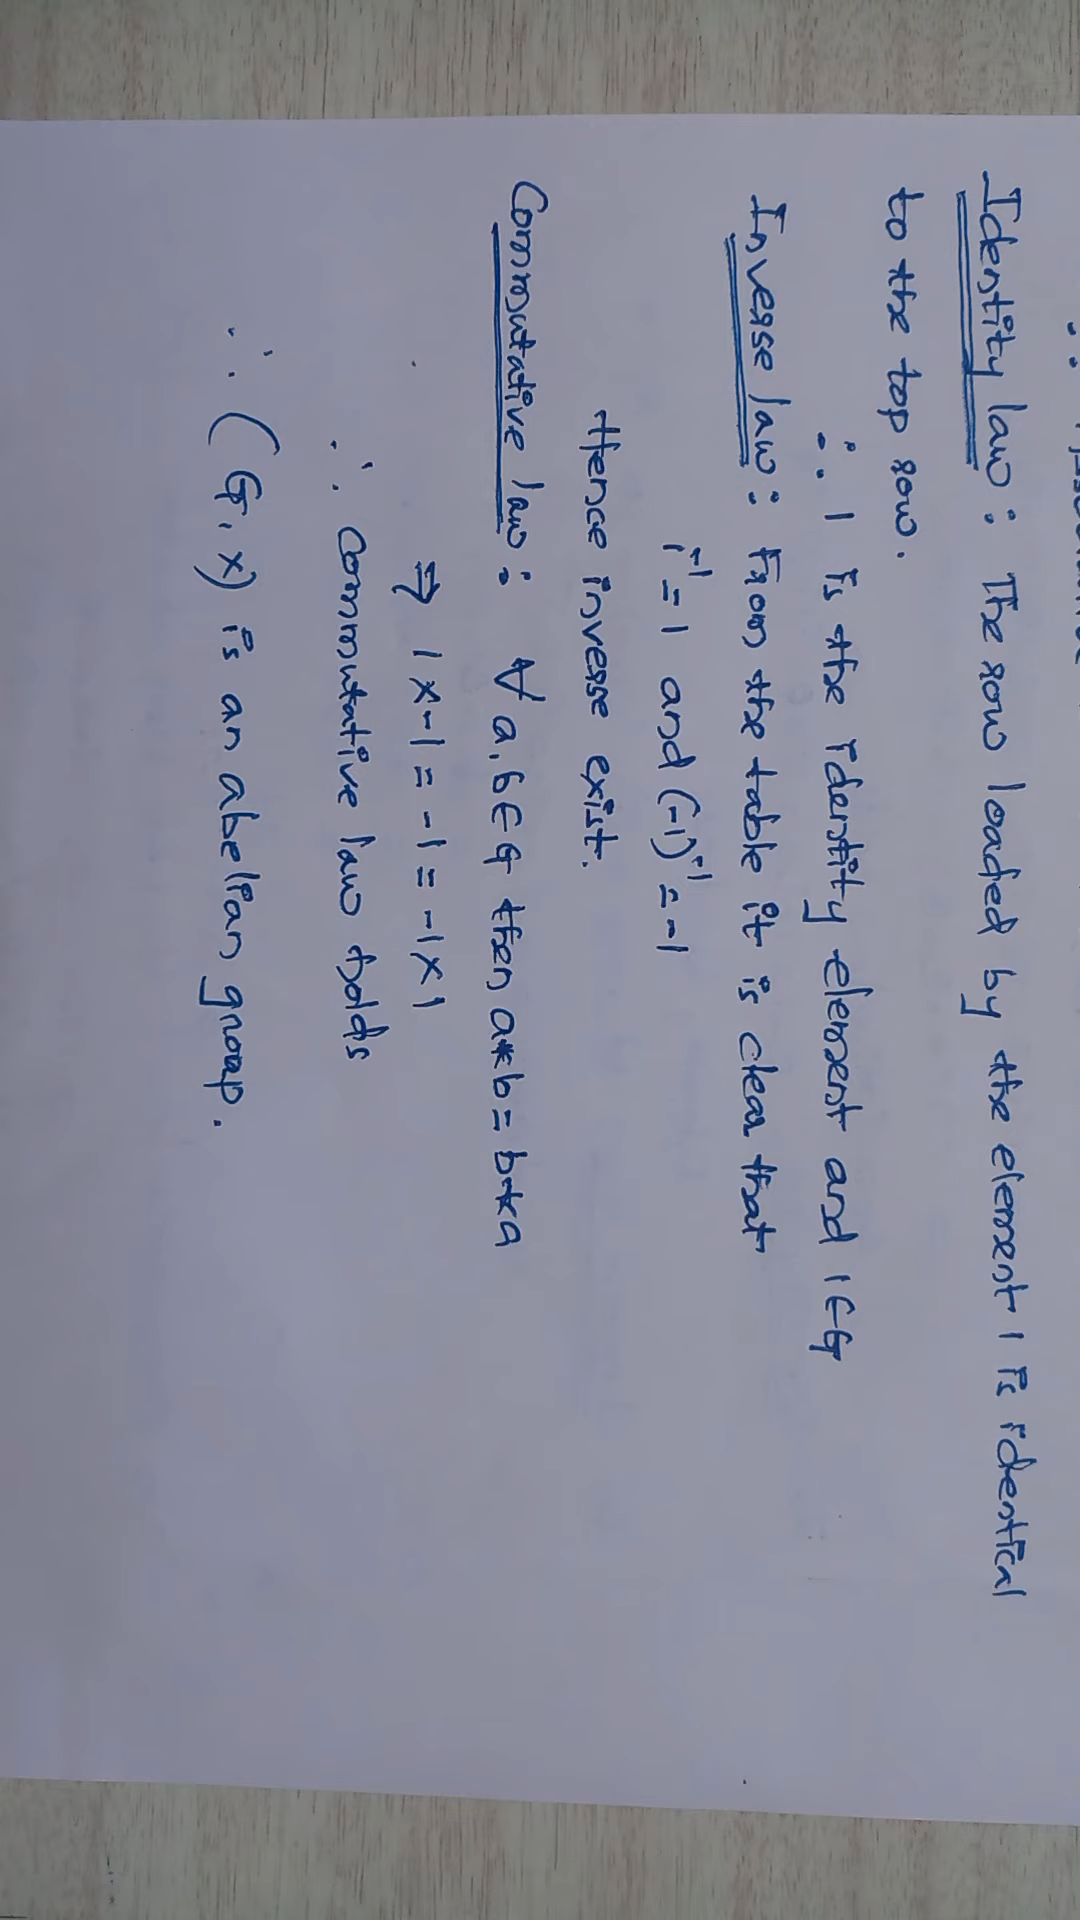 Identity law : The row loaded by the element 1 is identical
to the top row.
∴ 1 is the identity element and 1∈G
Inverse law : From the table it is clear that
1⁻¹ = 1 and (-1)⁻¹ = -1
Hence inverse exist.
Commutative law : ∀ a, b ∈ G then a*b = b*a
⇒ 1 × -1 = -1 = -1 × 1
∴ Commutative law holds
∴ (G, ×) is an abelian group.